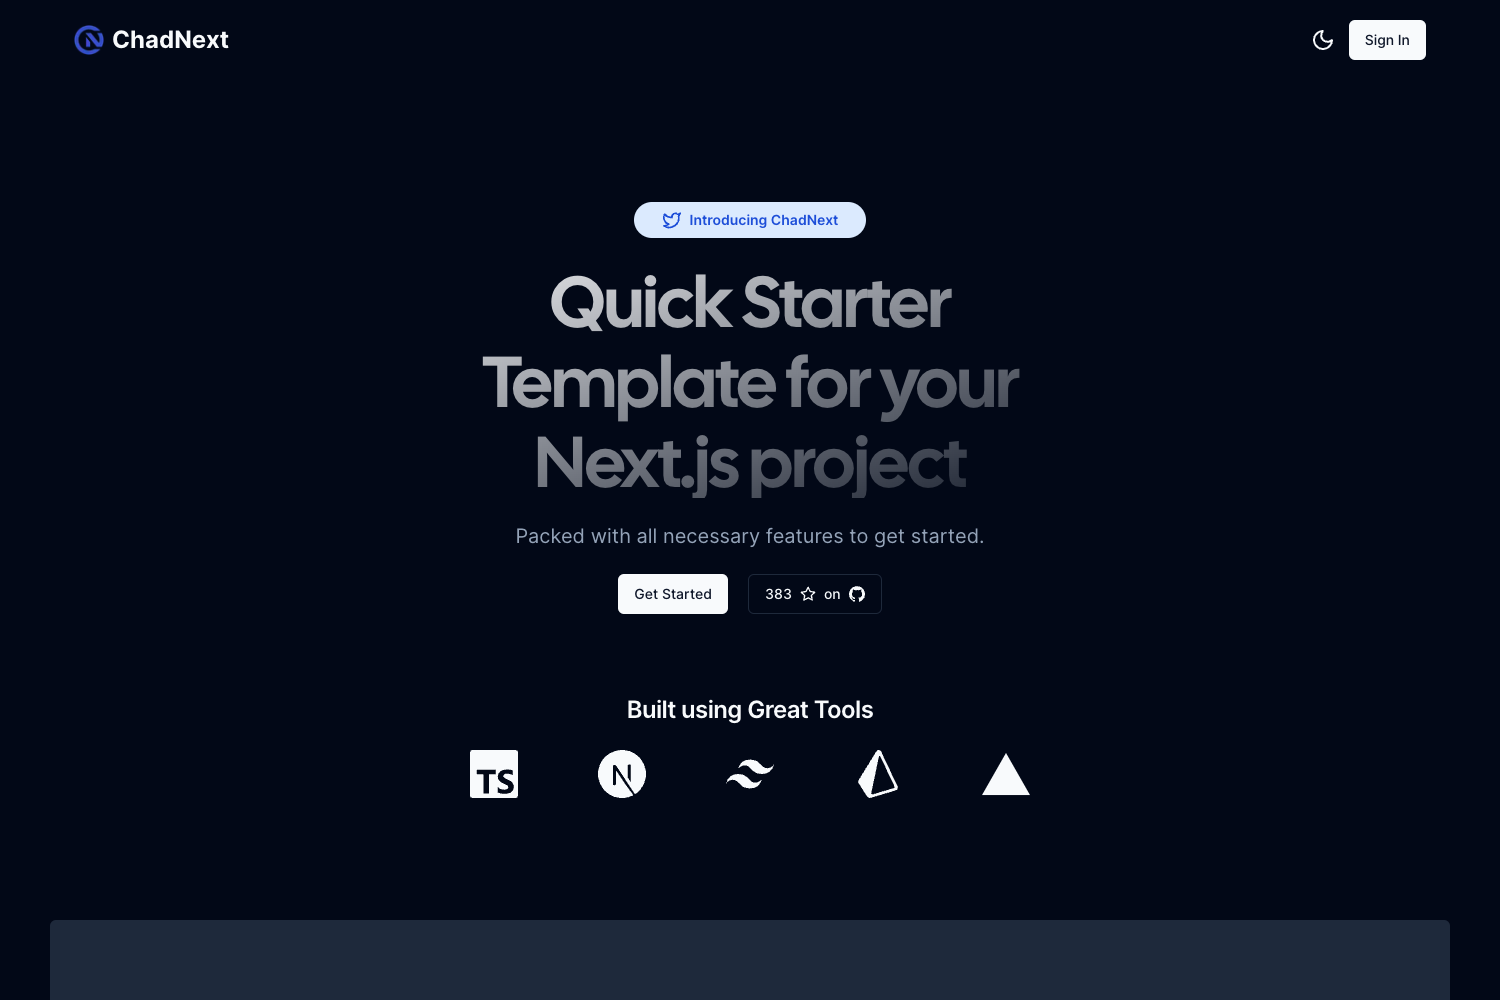 ChadNext
Sign In
Introducing ChadNext
Quick Starter
Template for your
Next.js project
Packed with all necessary features to get started.
Get Started
383 on
Built using Great Tools
TS
N